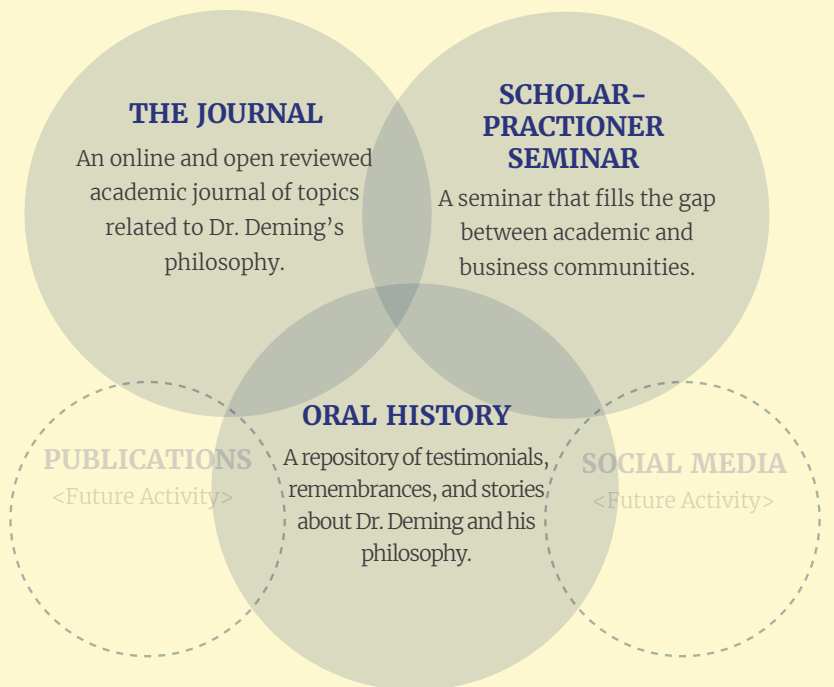 THE JOURNAL
An online and open reviewed
academic journal of topics
related to Dr. Deming’s
philosophy.
SCHOLAR–
PRACTIONER
SEMINAR
A seminar that fills the gap
between academic and
business communities.
ORAL HISTORY
A repository of testimonials,
remembrances, and stories
about Dr. Deming and his
philosophy.
PUBLICATIONS
<Future Activity>
SOCIAL MEDIA
<Future Activity>